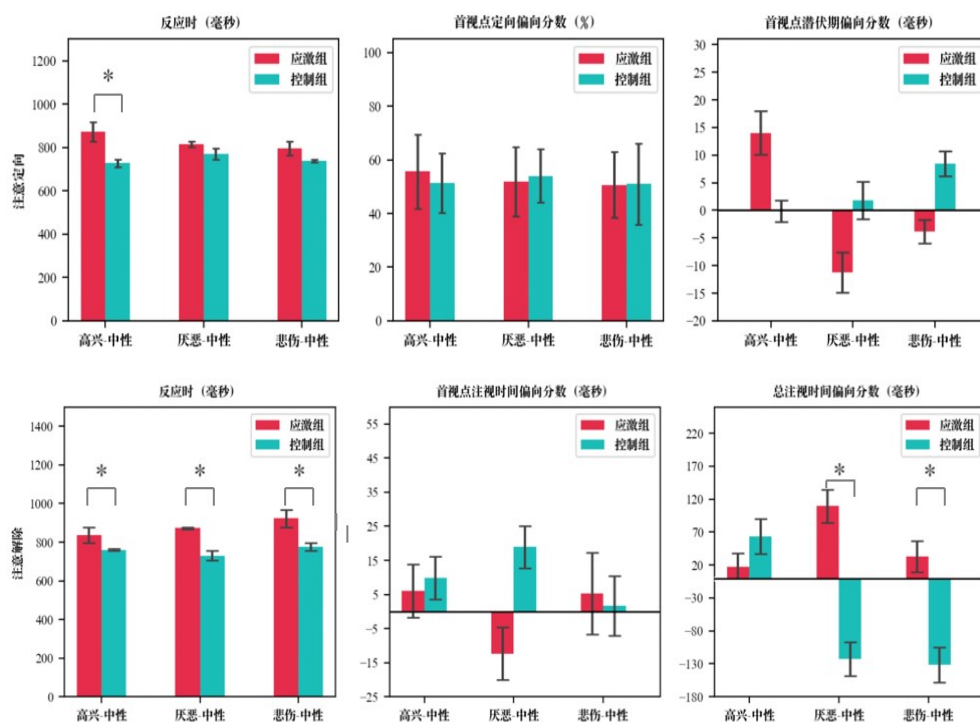 反应时（毫秒）
首视点定向偏向分数（%）
首视点潜伏期偏向分数（毫秒）
注意定向
1200
1000
800
600
400
200
0
*
应激组
控制组
高兴-中性
厌恶-中性
悲伤-中性
100
80
60
40
20
0
应激组
控制组
高兴-中性
厌恶-中性
悲伤-中性
30
25
20
15
10
5
0
−5
−10
−15
−20
应激组
控制组
高兴-中性
厌恶-中性
悲伤-中性
反应时（毫秒）
首视点注视时间偏向分数（毫秒）
总注视时间偏向分数（毫秒）
注意解除
1400
1200
1000
800
600
400
200
0
*
*
*
应激组
控制组
高兴-中性
厌恶-中性
悲伤-中性
55
45
35
25
15
5
−5
−15
−25
应激组
控制组
高兴-中性
厌恶-中性
悲伤-中性
220
170
120
70
20
−30
−80
−130
−180
*
*
应激组
控制组
高兴-中性
厌恶-中性
悲伤-中性